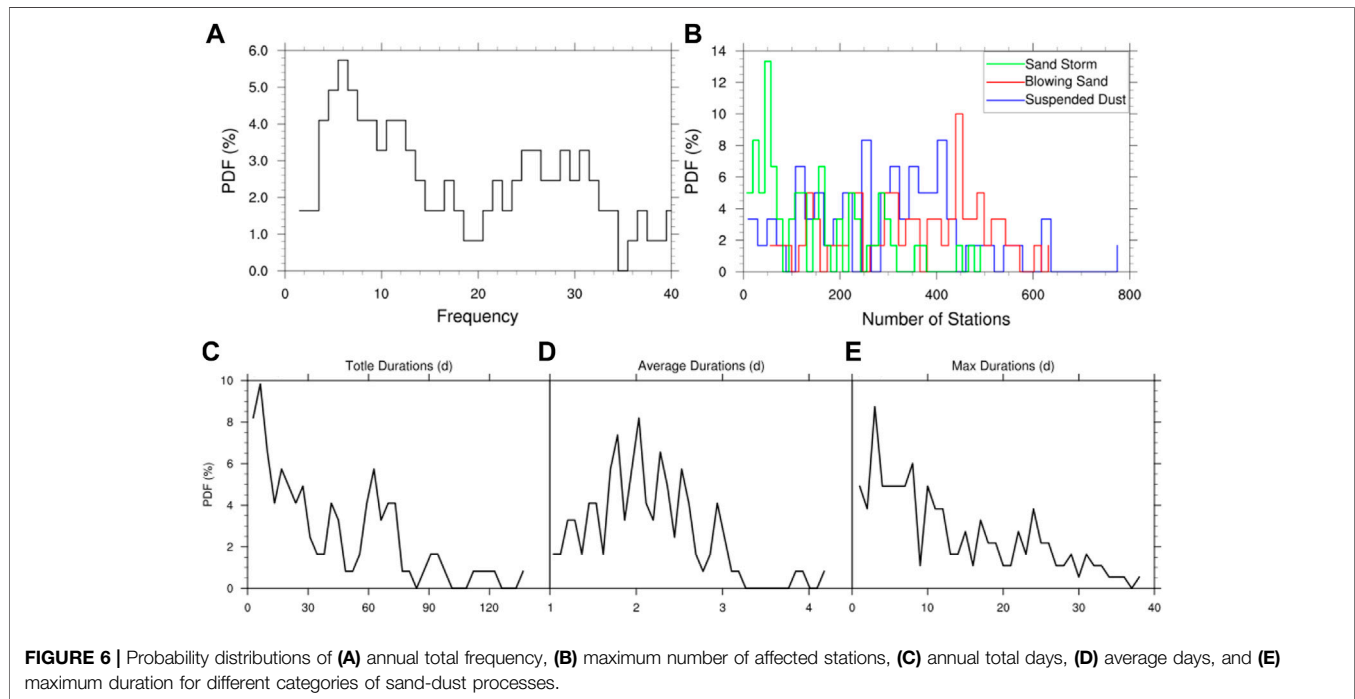 A
6.0
5.0
4.0
3.0
2.0
1.0
0.0
PDF (%)
0 10 20 30 40
Frequency
B
14
12
10
8
6
4
2
0
PDF (%)
Sand Storm
Blowing Sand
Suspended Dust
0 200 400 600 800
Number of Stations
C
Totle Durations (d)
10
8
6
4
2
0
PDF (%)
0 30 60 90 120
D
Average Durations (d)
1 2 3 4
E
Max Durations (d)
0 10 20 30 40
FIGURE 6 | Probability distributions of (A) annual total frequency, (B) maximum number of affected stations, (C) annual total days, (D) average days, and (E)
maximum duration for different categories of sand-dust processes.